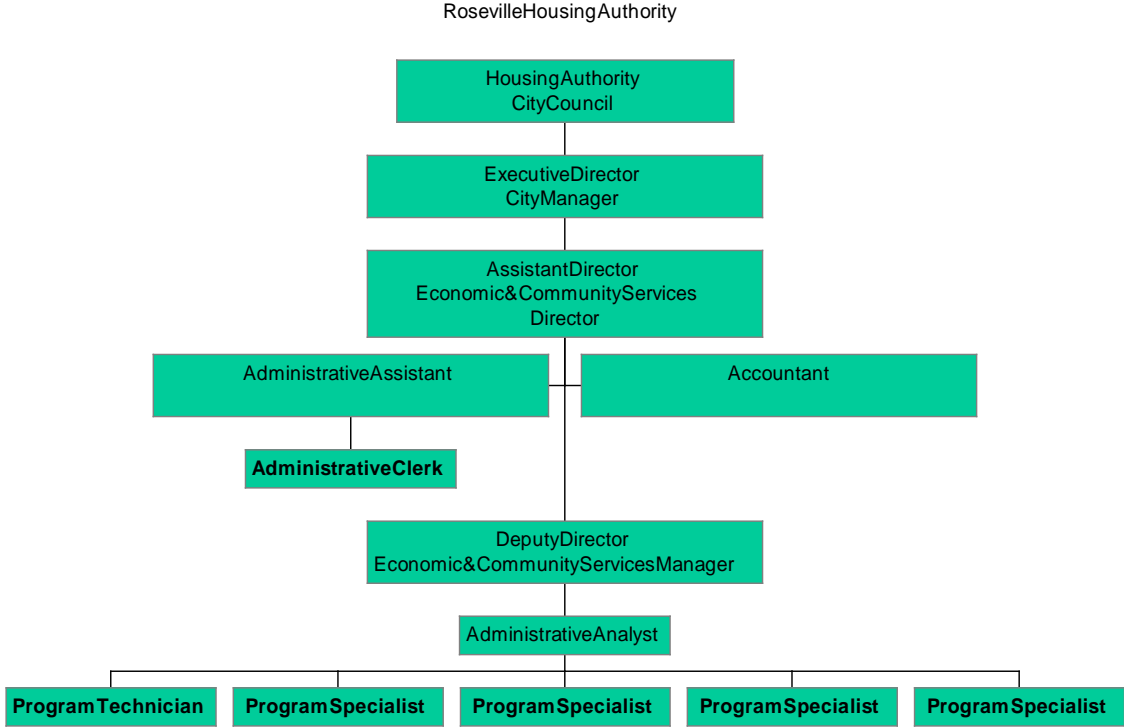 RosevilleHousingAuthority
HousingAuthority
CityCouncil
ExecutiveDirector
CityManager
AssistantDirector
Economic&CommunityServices
Director
AdministrativeAssistant
Accountant
AdministrativeClerk
DeputyDirector
Economic&CommunityServicesManager
AdministrativeAnalyst
ProgramTechnician
ProgramSpecialist
ProgramSpecialist
ProgramSpecialist
ProgramSpecialist